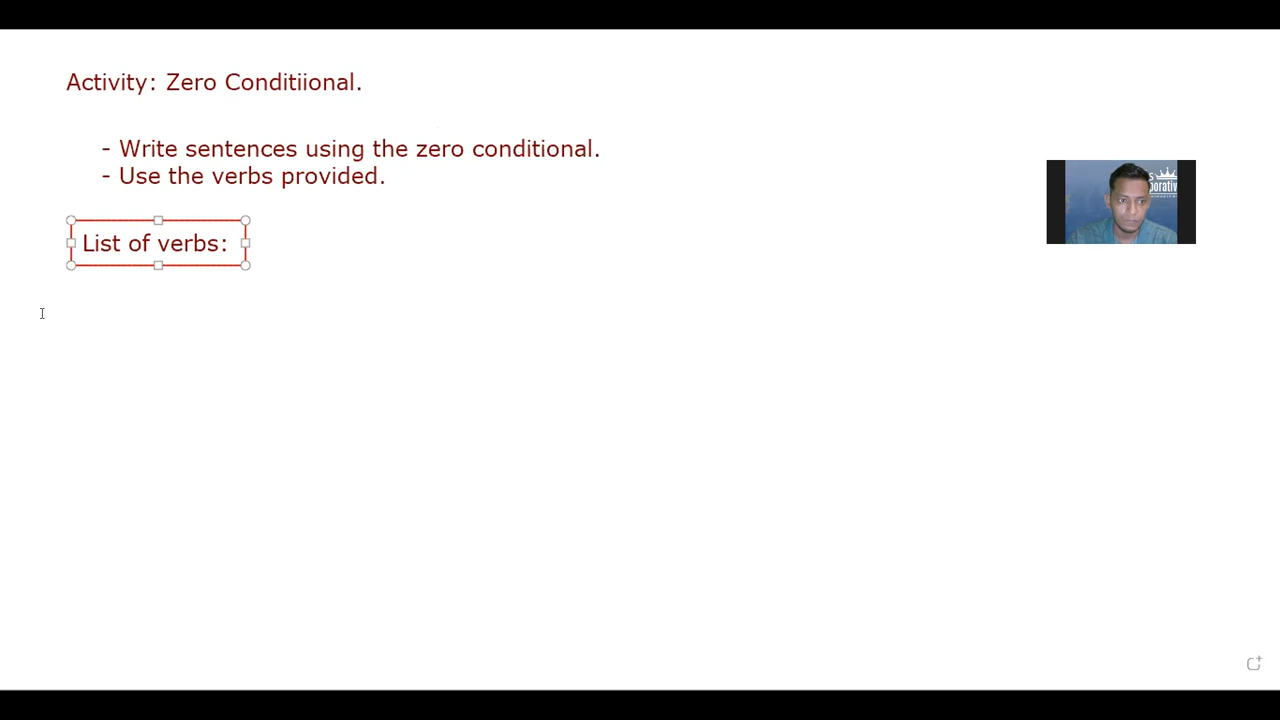 Activity: Zero Conditiional.
- Write sentences using the zero conditional.
- Use the verbs provided.
List of verbs: